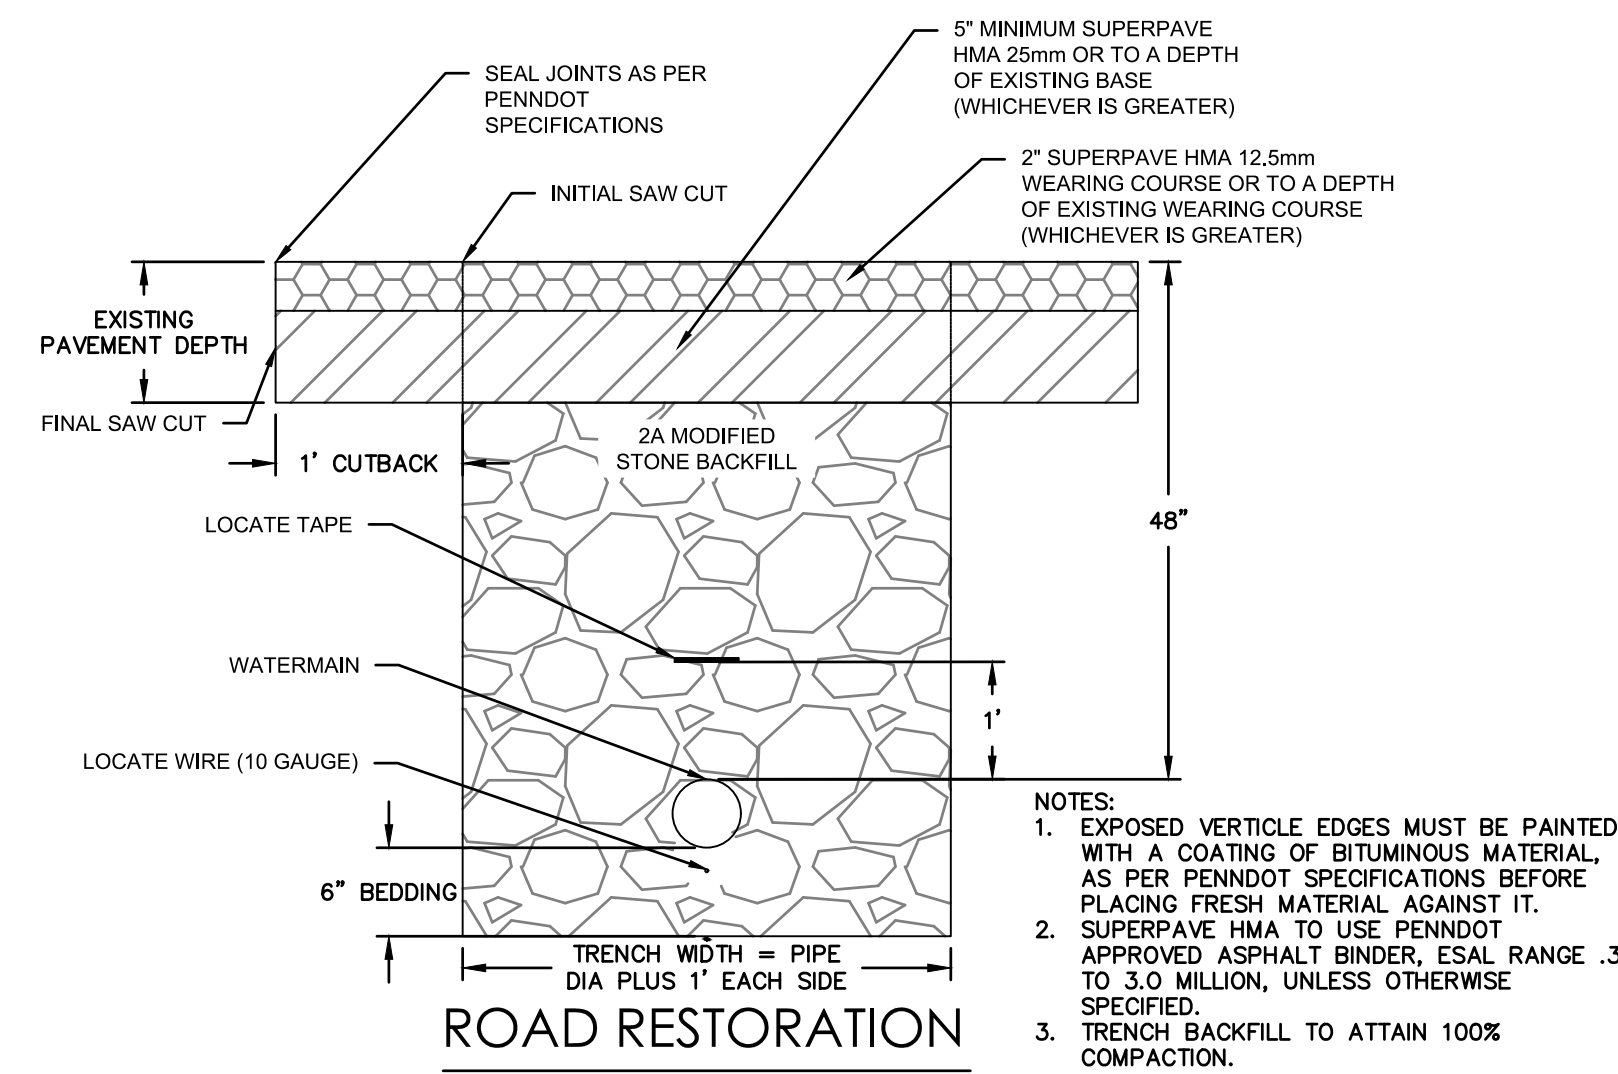 5" MINIMUM SUPERPAVE
HMA 25mm OR TO A DEPTH
OF EXISTING BASE
(WHICHEVER IS GREATER)
SEAL JOINTS AS PER
PENNDOT
SPECIFICATIONS
2" SUPERPAVE HMA 12.5mm
WEARING COURSE OR TO A DEPTH
OF EXISTING WEARING COURSE
(WHICHEVER IS GREATER)
INITIAL SAW CUT
EXISTING
PAVEMENT DEPTH
FINAL SAW CUT
1' CUTBACK
2A MODIFIED
STONE BACKFILL
LOCATE TAPE
48"
WATERMAIN
1'
LOCATE WIRE (10 GAUGE)
6" BEDDING
TRENCH WIDTH = PIPE
DIA PLUS 1' EACH SIDE
ROAD RESTORATION
NOTES:
1. EXPOSED VERTICLE EDGES MUST BE PAINTED
WITH A COATING OF BITUMINOUS MATERIAL,
AS PER PENNDOT SPECIFICATIONS BEFORE
PLACING FRESH MATERIAL AGAINST IT.
2. SUPERPAVE HMA TO USE PENNDOT
APPROVED ASPHALT BINDER, ESAL RANGE .3
TO 3.0 MILLION, UNLESS OTHERWISE
SPECIFIED.
3. TRENCH BACKFILL TO ATTAIN 100%
COMPACTION.